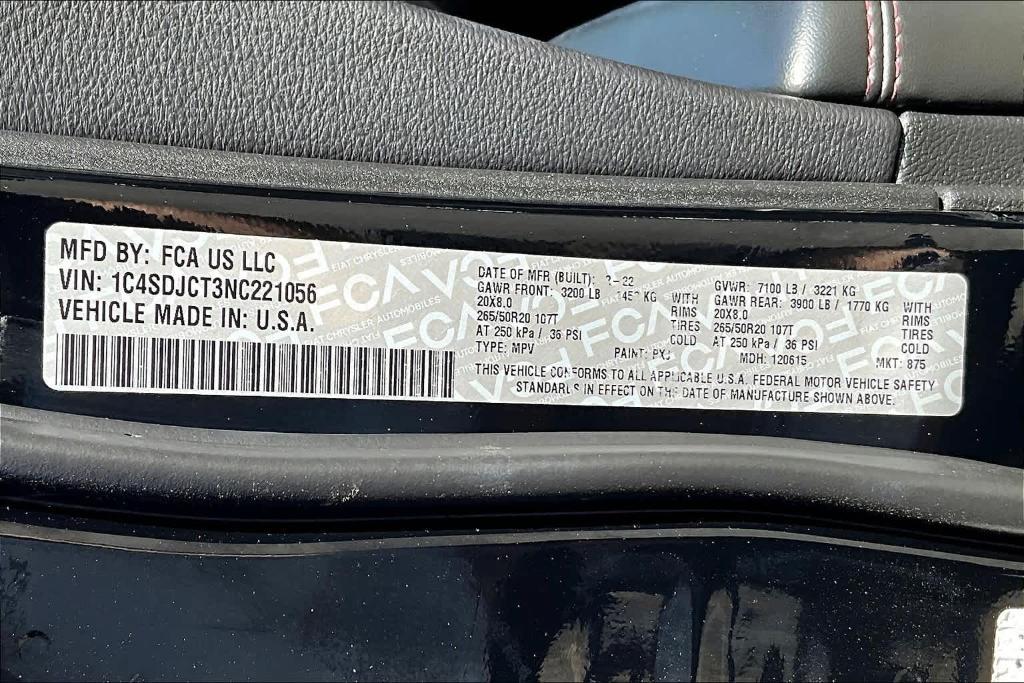 MFD BY: FCA US LLC
VIN: 1C4SDJCT3NC221056
VEHICLE MADE IN: U.S.A.
DATE OF MFR (BUILT): 2-22
GAWR FRONT: 3200 LB KG WITH
20X8.0 RIMS
265/50R20 107T TIRES
AT 250 kPa / 36 PSI COLD
TYPE: MPV PAINT:
GVWR: 7100 LB / 3221 KG
GAWR REAR: 3900 LB / 1770 KG WITH
20X8.0 RIMS
265/50R20 107T TIRES
AT 250 kPa / 36 PSI COLD
MDH: 120615 MKT: 875
THIS VEHICLE CONFORMS TO ALL APPLICABLE U.S.A. FEDERAL MOTOR VEHICLE SAFETY
STANDARDS IN EFFECT ON THE DATE OF MANUFACTURE SHOWN ABOVE.